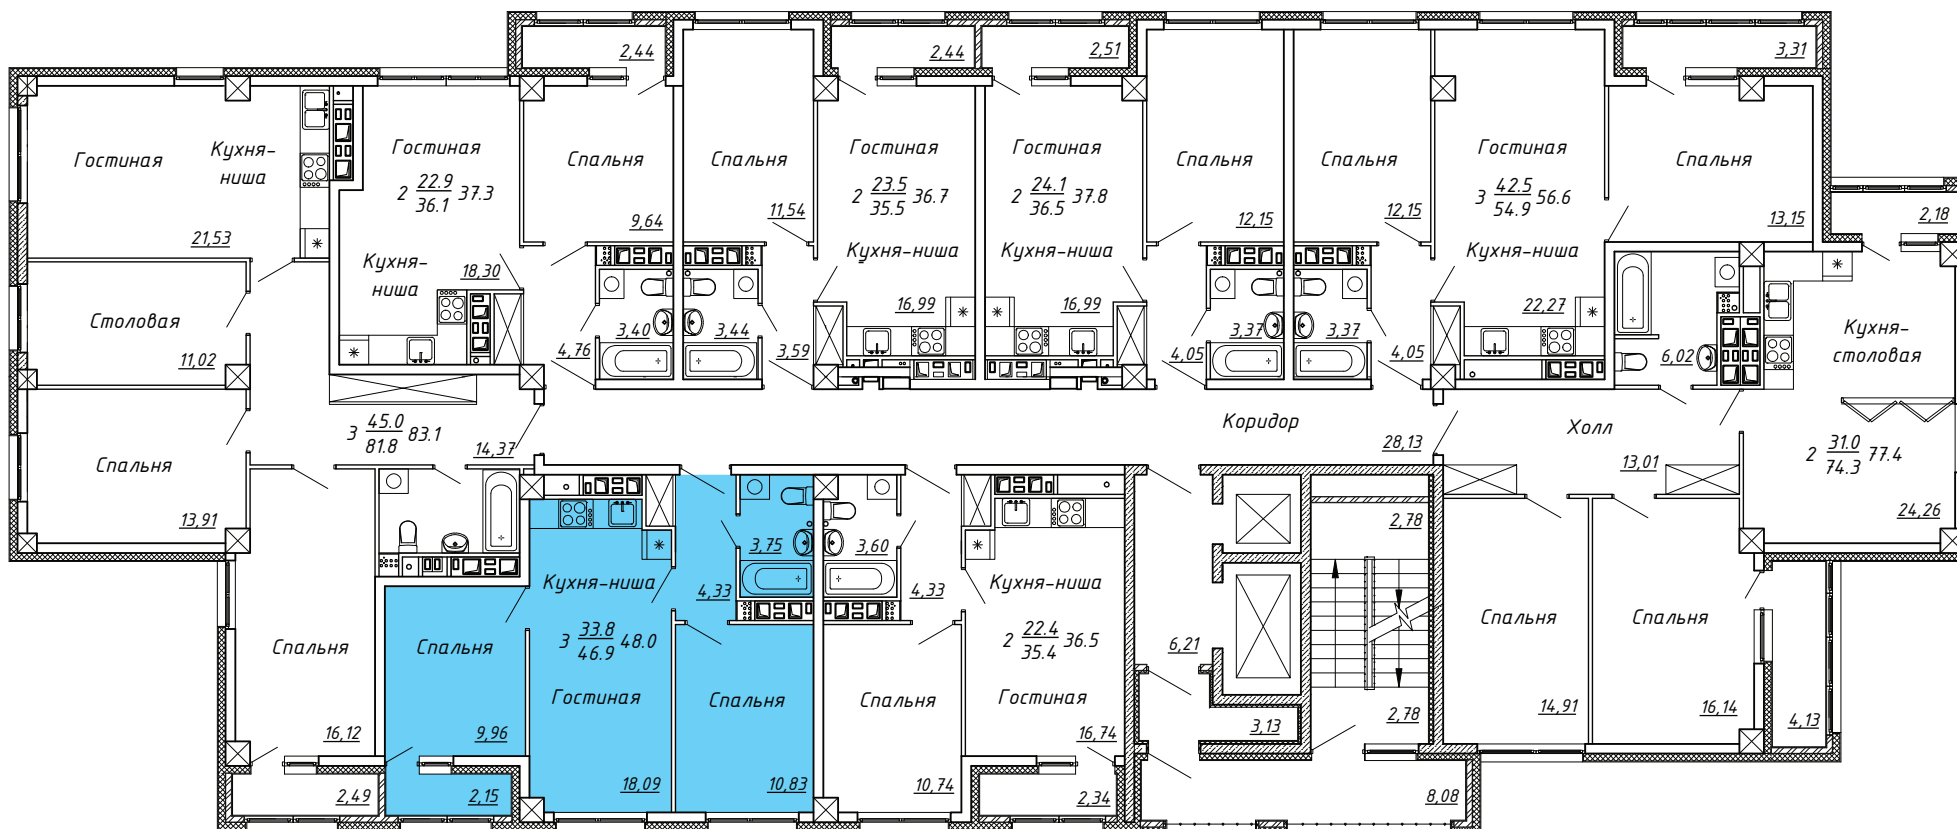 2,44
2,44
2,51
3,31
Гостиная
Кухня-
ниша
21,53
Гостиная
2 22.9 37.3
36.1
Кухня-
ниша
18,30
Спальня
9,64
Спальня
11,54
Гостиная
2 23.5 36.7
35.5
Кухня-ниша
16,99
Гостиная
2 24.1 37.8
36.5
Кухня-ниша
16,99
Спальня
12,15
Спальня
12,15
Гостиная
3 42.5 56.6
54.9
Кухня-ниша
22,27
Спальня
13,15
2,18
Столовая
11,02
4,76
3,40
3,44
3,59
4,05
3,37
3,37
4,05
6,02
Кухня-
столовая
3 45.0 83.1
81.8
14,37
Коридор
28,13
Холл
13,01
2 31.0 77.4
74.3
24,26
Спальня
13,91
3,75
4,33
3,60
4,33
2,78
Спальня
16,12
Спальня
9,96
Кухня-ниша
3 33.8 48.0
46.9
Гостиная
18,09
Спальня
10,83
Спальня
10,74
Кухня-ниша
2 22.4 36.5
35.4
Гостиная
16,74
6,21
3,13
2,78
Спальня
14,91
Спальня
16,14
4,13
2,49
2,15
2,34
8,08